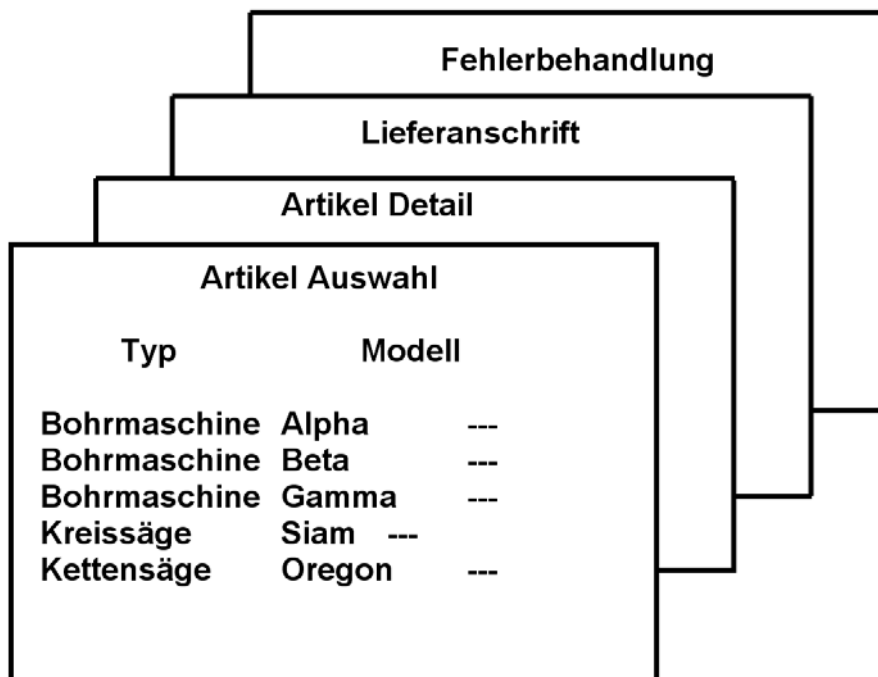 Fehlerbehandlung
Lieferanschrift
Artikel Detail
Artikel Auswahl
Typ Modell
Bohrmaschine Alpha ---
Bohrmaschine Beta ---
Bohrmaschine Gamma ---
Kreissäge Siam ---
Kettensäge Oregon ---